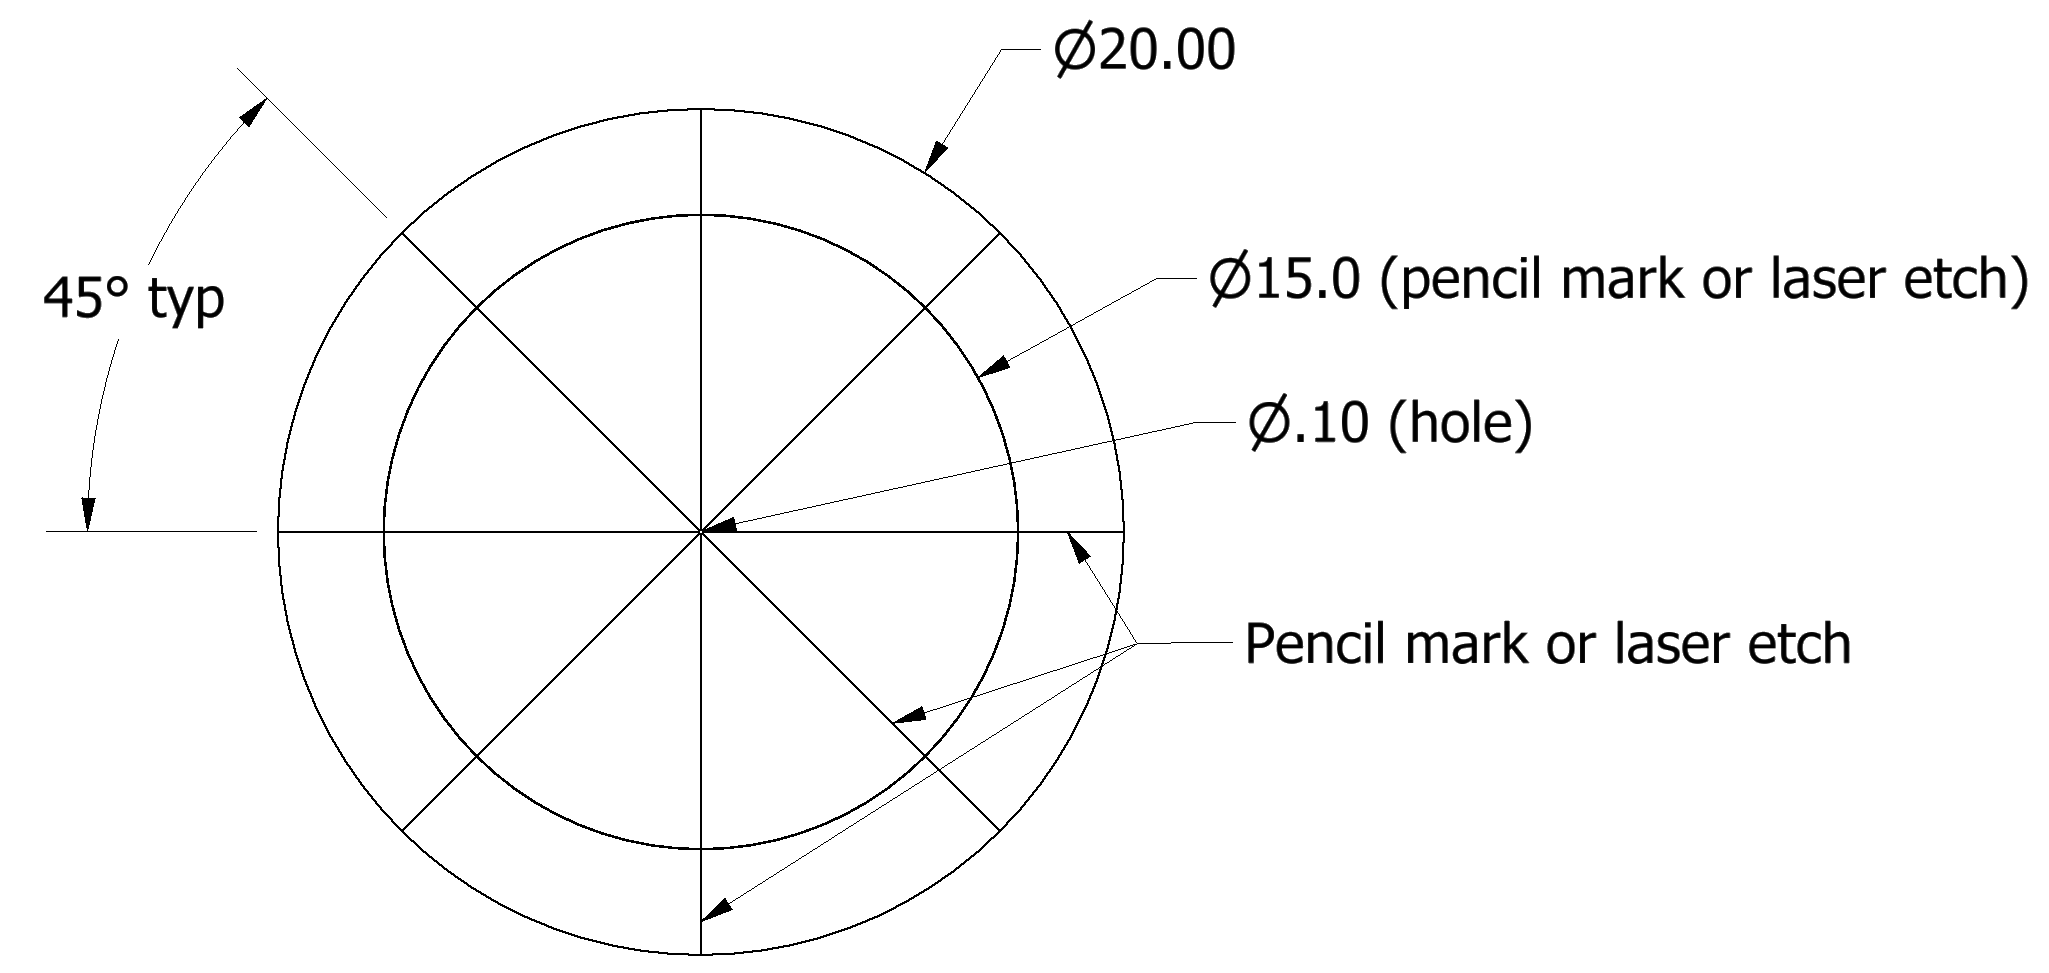 Ø20.00
45° typ
Ø15.0 (pencil mark or laser etch)
Ø.10 (hole)
Pencil mark or laser etch